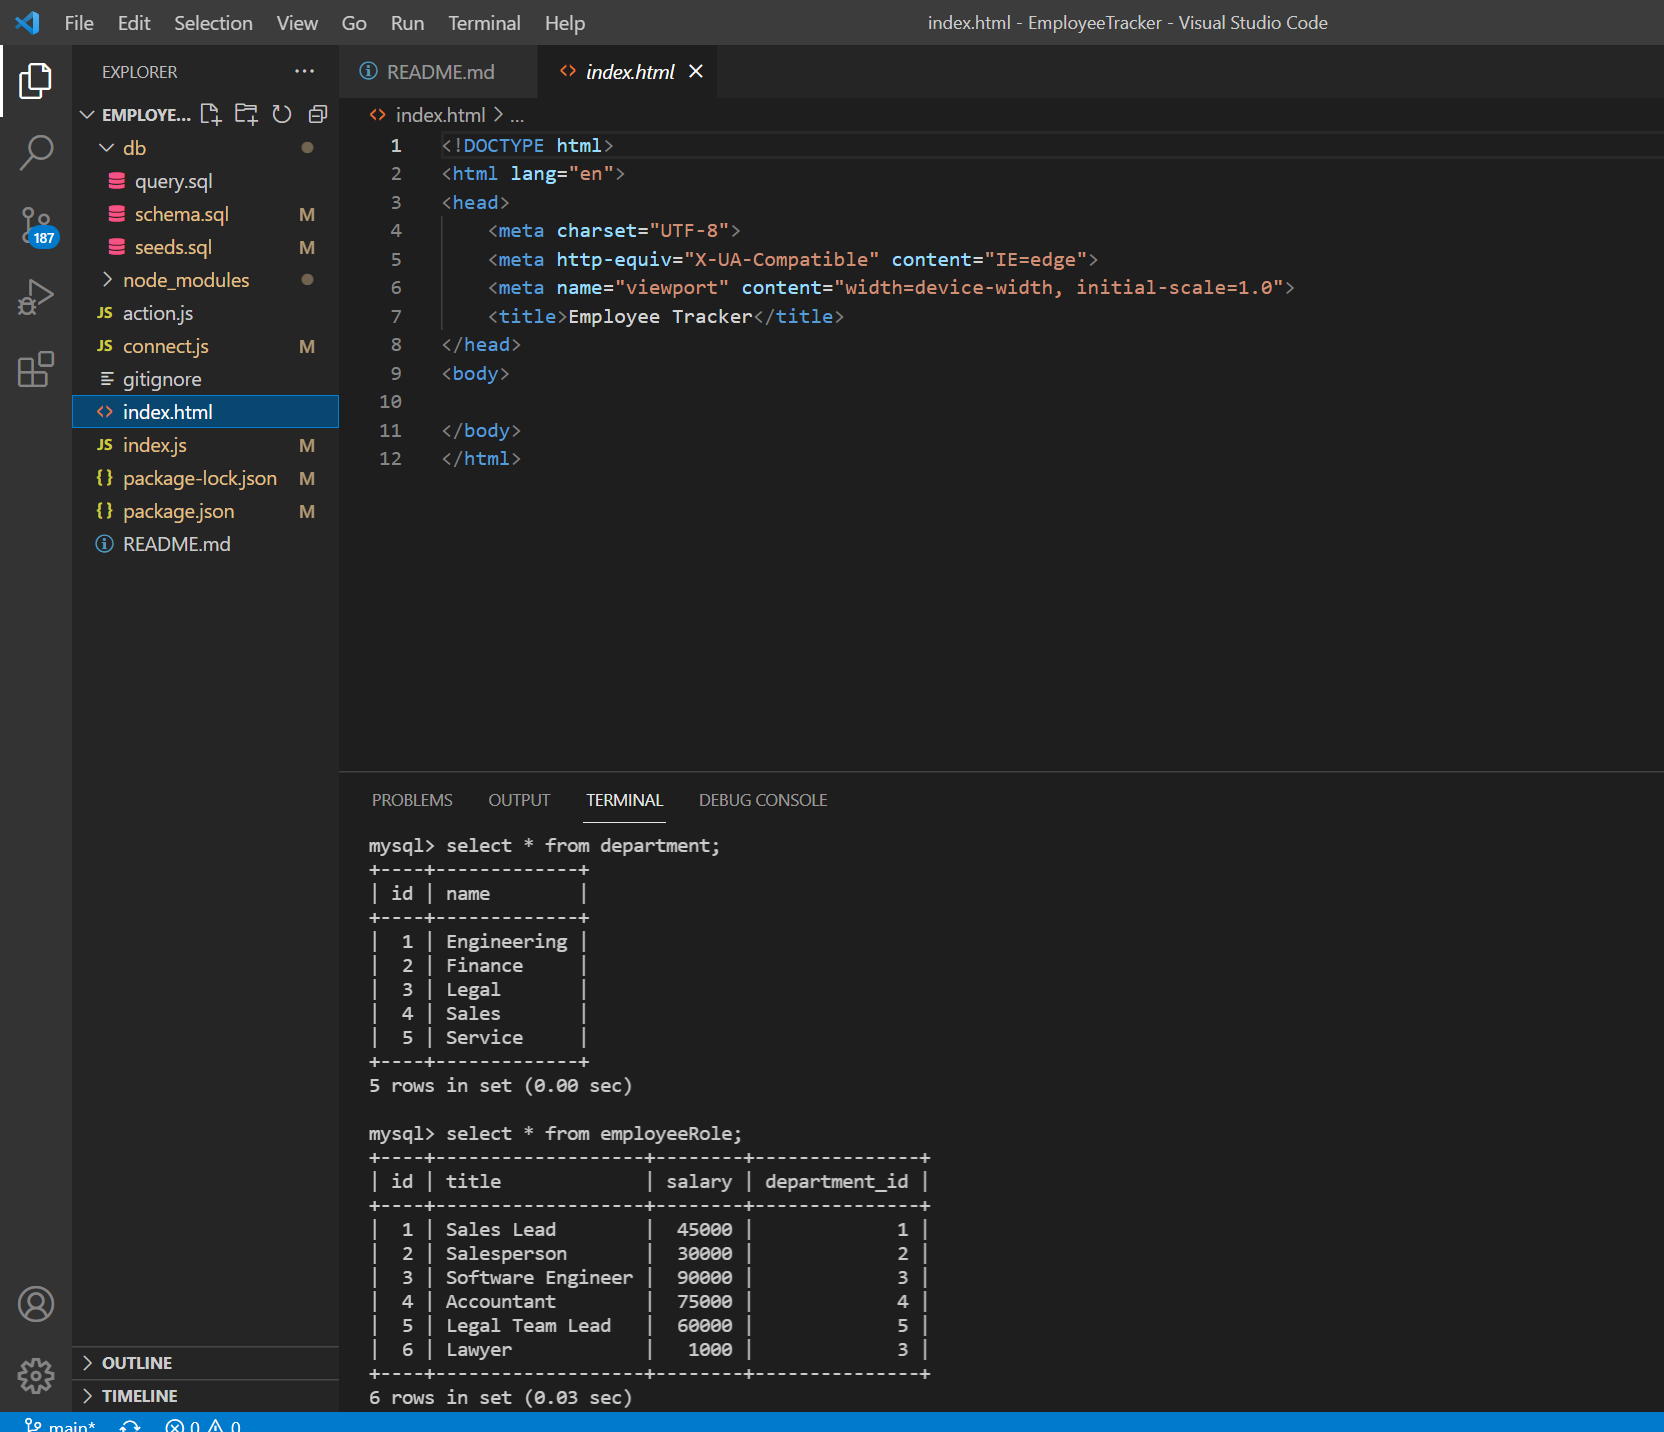 File Edit Selection View Go Run Terminal Help index.html - EmployeeTracker - Visual Studio Code
EXPLORER ···
EMPLOYE...
db
query.sql
schema.sql M
187
seeds.sql M
node_modules
JS action.js
JS connect.js M
gitignore
<> index.html
JS index.js M
{} package-lock.json M
{} package.json M
README.md
OUTLINE
TIMELINE
README.md
<> index.html ×
<> index.html > ...
1 <!DOCTYPE html>
2 <html lang="en">
3 <head>
4 <meta charset="UTF-8">
5 <meta http-equiv="X-UA-Compatible" content="IE=edge">
6 <meta name="viewport" content="width=device-width, initial-scale=1.0">
7 <title>Employee Tracker</title>
8 </head>
9 <body>
10
11 </body>
12 </html>
PROBLEMS OUTPUT TERMINAL DEBUG CONSOLE
mysql> select * from department;
+----+-------------+
| id | name        |
+----+-------------+
|  1 | Engineering |
|  2 | Finance     |
|  3 | Legal       |
|  4 | Sales       |
|  5 | Service     |
+----+-------------+
5 rows in set (0.00 sec)
mysql> select * from employeeRole;
+----+-------------------+--------+---------------+
| id | title             | salary | department_id |
+----+-------------------+--------+---------------+
|  1 | Sales Lead        |  45000 |             1 |
|  2 | Salesperson       |  30000 |             2 |
|  3 | Software Engineer |  90000 |             3 |
|  4 | Accountant        |  75000 |             4 |
|  5 | Legal Team Lead   |  60000 |             5 |
|  6 | Lawyer            |   1000 |             3 |
+----+-------------------+--------+---------------+
6 rows in set (0.03 sec)
main* 0 0